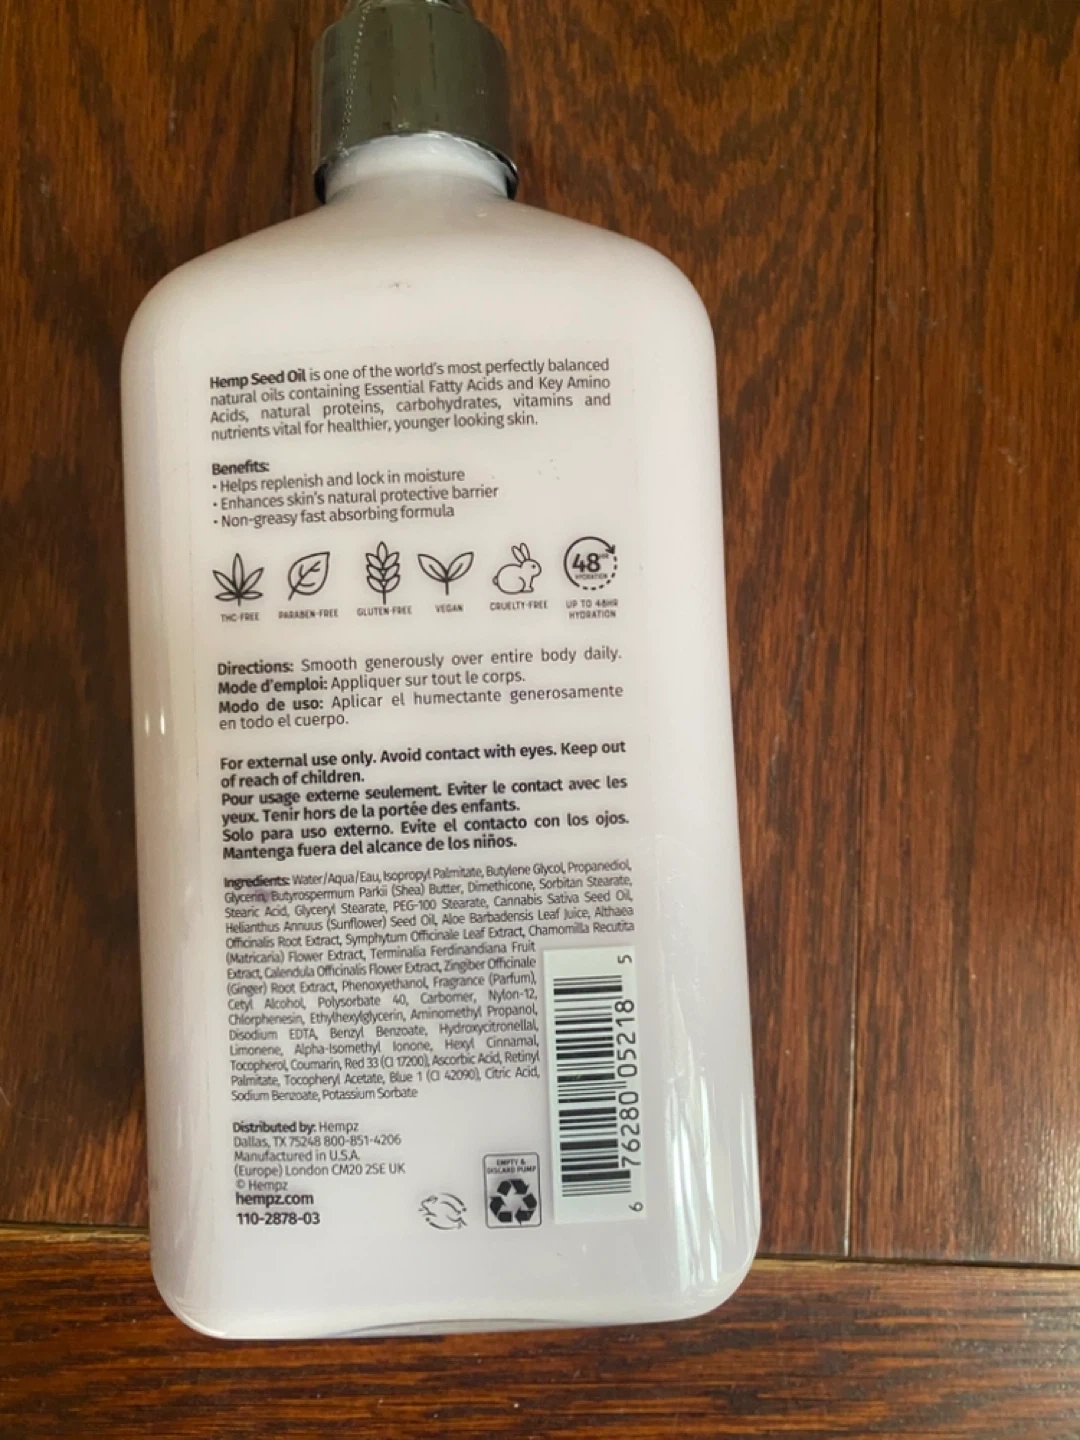 Hemp Seed Oil is one of the world's most perfectly balanced
natural oils containing Essential Fatty Acids and Key Amino
Acids, natural proteins, carbohydrates, vitamins and
nutrients vital for healthier, younger looking skin.
Benefits:
• Helps replenish and lock in moisture
• Enhances skin's natural protective barrier
• Non-greasy fast absorbing formula
48HR
HYDRATION
THC-FREE
PARABEN-FREE
GLUTEN-FREE
VEGAN
CRUELTY-FREE
UP TO 48HR
HYDRATION
Directions: Smooth generously over entire body daily.
Mode d'emploi: Appliquer sur tout le corps.
Modo de uso: Aplicar el humectante generosamente
en todo el cuerpo.
For external use only. Avoid contact with eyes. Keep out
of reach of children.
Pour usage externe seulement. Eviter le contact avec les
yeux. Tenir hors de la portée des enfants.
Solo para uso externo. Evite el contacto con los ojos.
Mantenga fuera del alcance de los niños.
Ingredients: Water/Aqua/Eau, Isopropyl Palmitate, Butylene Glycol, Propanediol,
Glycerin, Butyrospermum Parkii (Shea) Butter, Dimethicone, Sorbitan Stearate,
Stearic Acid, Glyceryl Stearate, PEG-100 Stearate, Cannabis Sativa Seed Oil,
Helianthus Annuus (Sunflower) Seed Oil, Aloe Barbadensis Leaf Juice, Althaea
Officinalis Root Extract, Symphytum Officinale Leaf Extract, Chamomilla Recutita
(Matricaria) Flower Extract, Terminalia Ferdinandiana Fruit
Extract, Calendula Officinalis Flower Extract, Zingiber Officinale
(Ginger) Root Extract, Phenoxyethanol, Fragrance (Parfum),
Cetyl Alcohol, Polysorbate 40, Carbomer, Nylon-12,
Chlorphenesin, Ethylhexylglycerin, Aminomethyl Propanol,
Disodium EDTA, Benzyl Benzoate, Hydroxycitronellal,
Limonene, Alpha-Isomethyl Ionone, Hexyl Cinnamal,
Tocopherol, Coumarin, Red 33 (CI 17200), Ascorbic Acid, Retinyl
Palmitate, Tocopheryl Acetate, Blue 1 (CI 42090), Citric Acid,
Sodium Benzoate, Potassium Sorbate
Distributed by: Hempz
Dallas, TX 75248 800-851-4206
Manufactured in U.S.A.
(Europe) London CM20 2SE UK
© Hempz
hempz.com
110-2878-03
EMPTY &
DISCARD PUMP
6 76280 05218 5